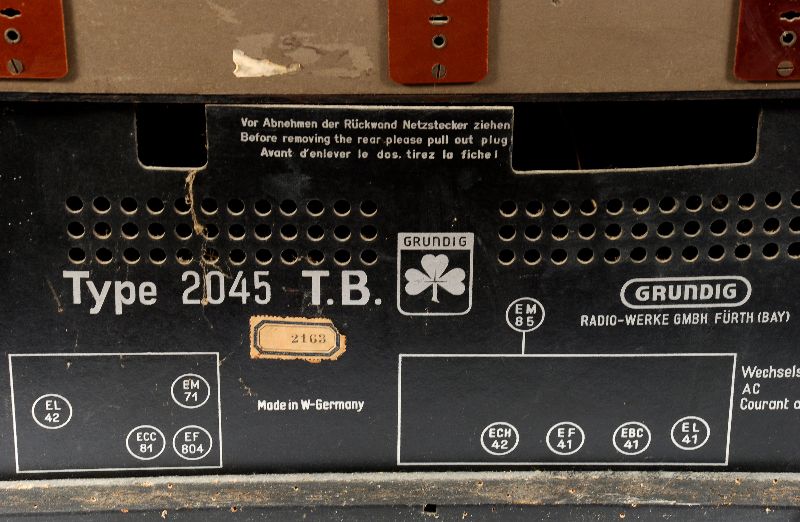 Vor Abnehmen der Rückwand Netzstecker ziehen
Before removing the rear please pull out plug
Avant d'enlever le dos. tirez la fiche!
GRUNDIG
Type 2045 T.B.
GRUNDIG
RADIO-WERKE GMBH FÜRTH (BAY)
EM
85
2163
Made in W-Germany
EL
42
EM
71
ECC
81
EF
804
ECH
42
EF
41
EBC
41
EL
41
AC
Courant